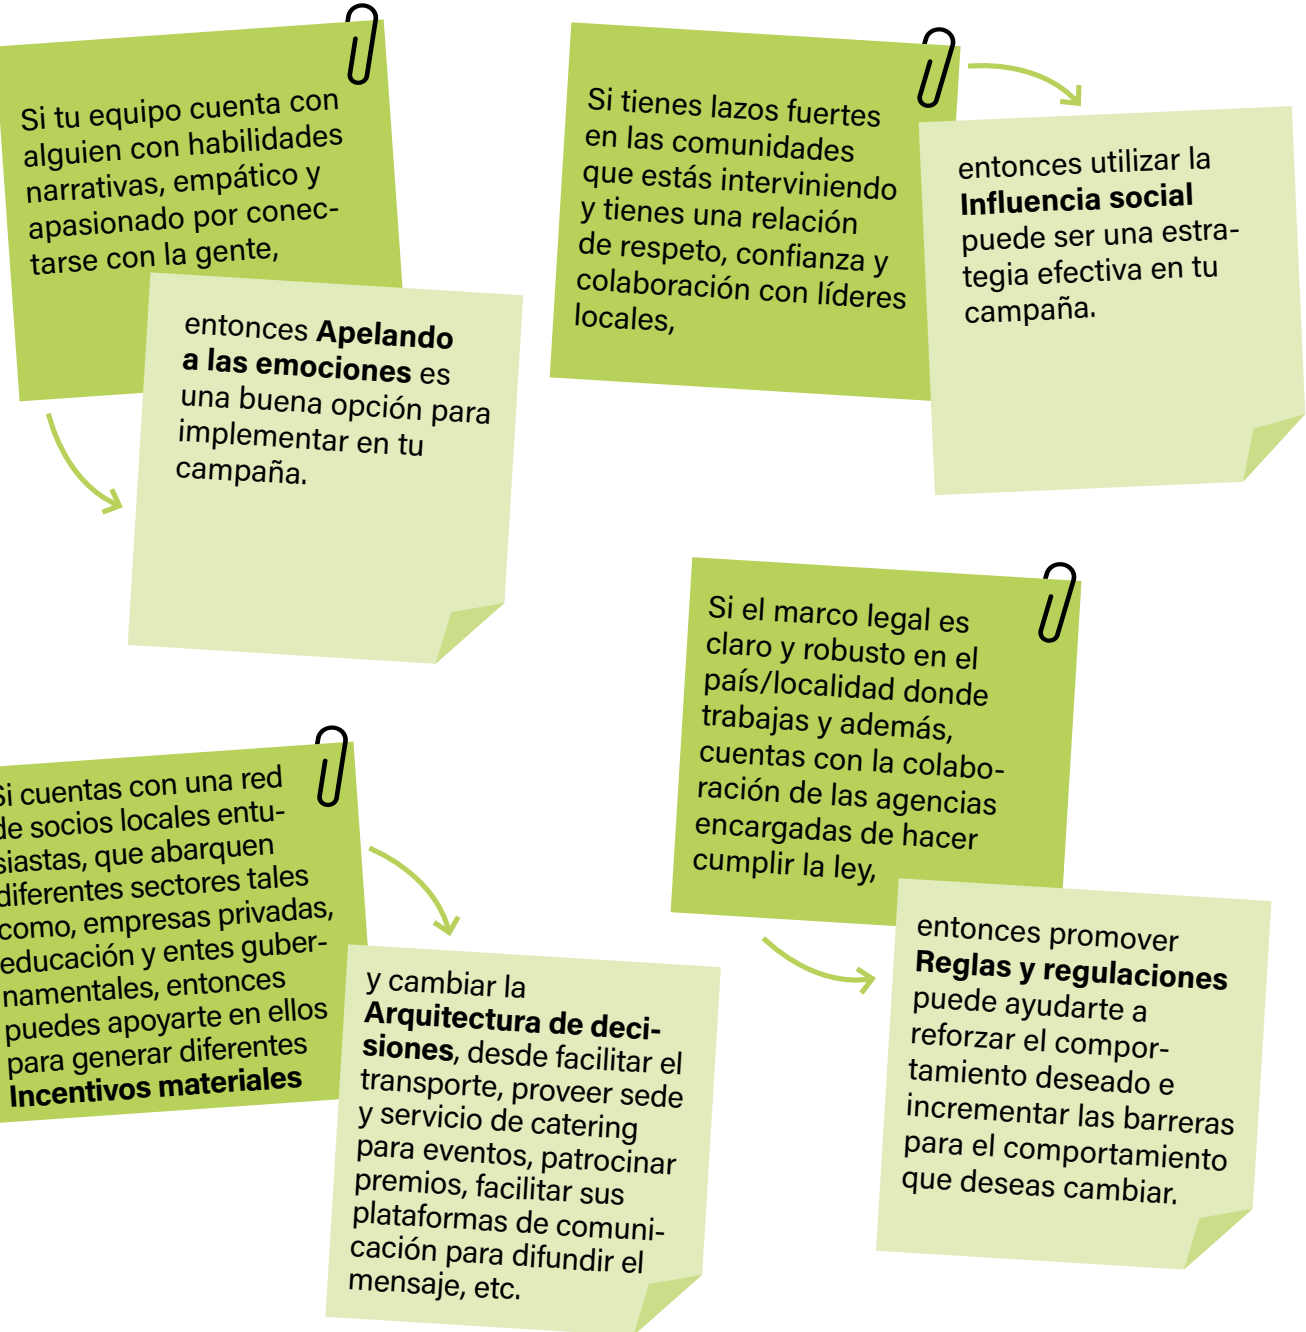 Si tu equipo cuenta con
alguien con habilidades
narrativas, empático y
apasionado por conec-
tarse con la gente,
entonces Apelando
a las emociones es
una buena opción para
implementar en tu
campaña.
Si tienes lazos fuertes
en las comunidades
que estás interviniendo
y tienes una relación
de respeto, confianza y
colaboración con líderes
locales,
entonces utilizar la
Influencia social
puede ser una estra-
tegia efectiva en tu
campaña.
Si cuentas con una red
de socios locales entu-
siastas, que abarquen
diferentes sectores tales
como, empresas privadas,
educación y entes guber-
namentales, entonces
puedes apoyarte en ellos
para generar diferentes
Incentivos materiales
y cambiar la
Arquitectura de deci-
siones, desde facilitar el
transporte, proveer sede
y servicio de catering
para eventos, patrocinar
premios, facilitar sus
plataformas de comuni-
cación para difundir el
mensaje, etc.
Si el marco legal es
claro y robusto en el
país/localidad donde
trabajas y además,
cuentas con la colabo-
ración de las agencias
encargadas de hacer
cumplir la ley,
entonces promover
Reglas y regulaciones
puede ayudarte a
reforzar el compor-
tamiento deseado e
incrementar las barreras
para el comportamiento
que deseas cambiar.